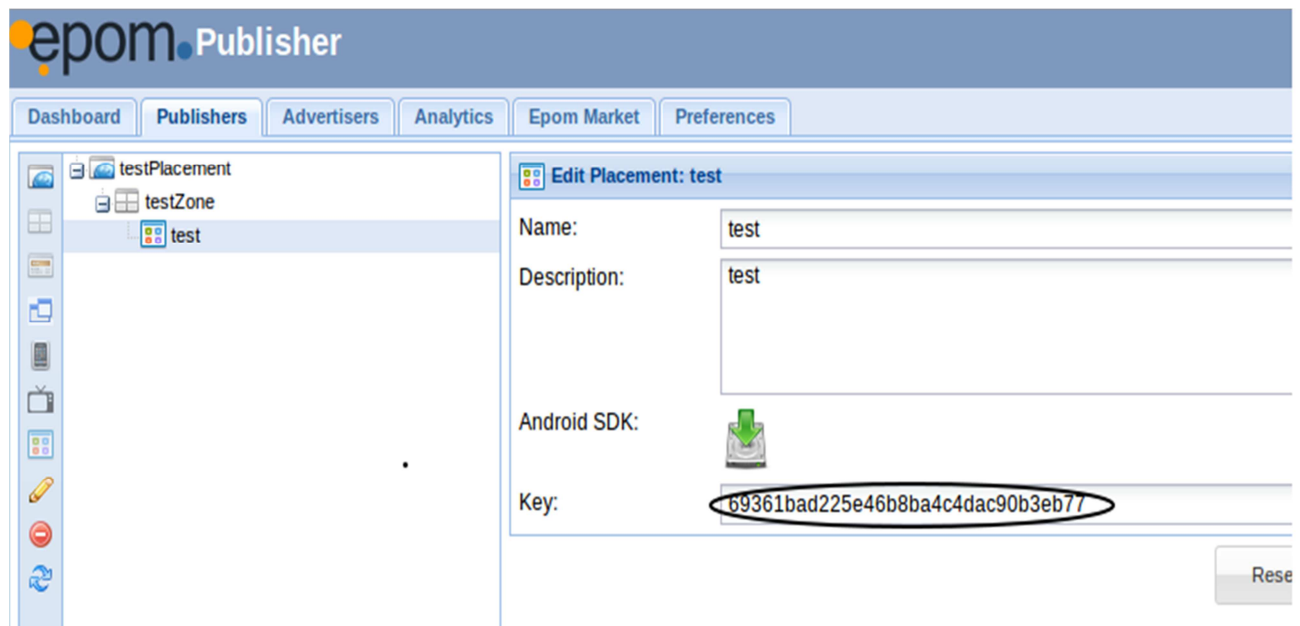 epom. Publisher
Dashboard Publishers Advertisers Analytics Epom Market Preferences
testPlacement
testZone
test
Edit Placement: test
Name: test
Description: test
Android SDK:
Key: 69361bad225e46b8ba4c4dac90b3eb77
Rese